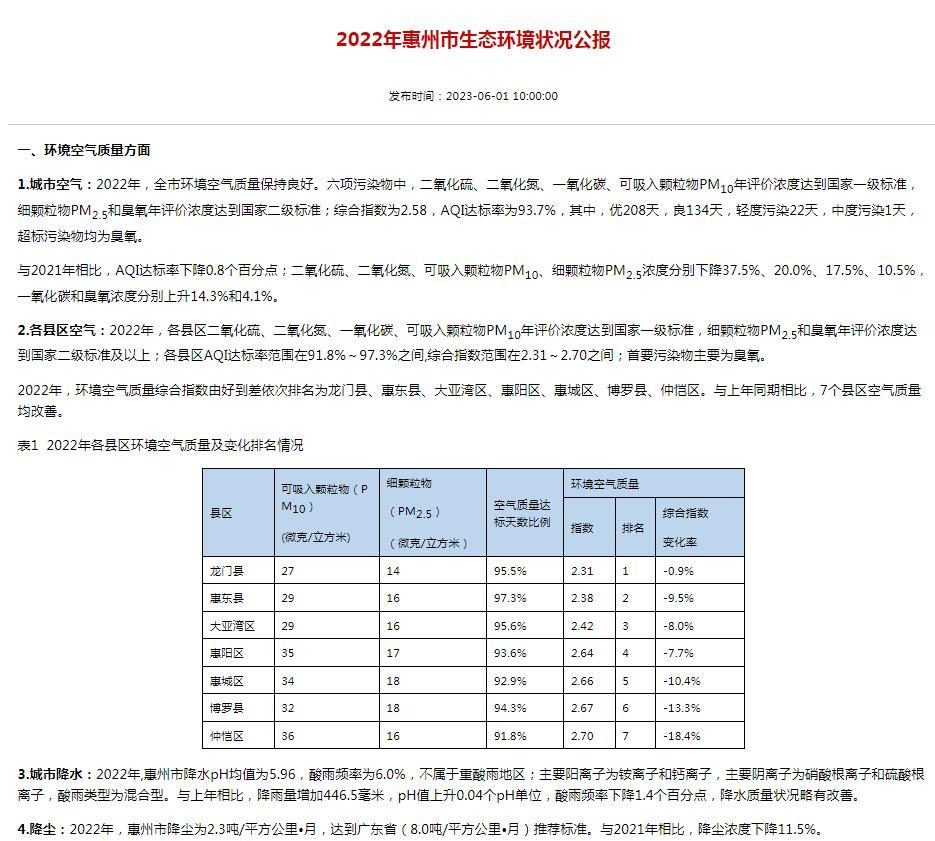 2022年惠州市生态环境状况公报
发布时间：2023-06-01 10:00:00
一、环境空气质量方面
1.城市空气：2022年，全市环境空气质量保持良好。六项污染物中，二氧化硫、二氧化氮、一氧化碳、可吸入颗粒物PM10年评价浓度达到国家一级标准，
细颗粒物PM2.5和臭氧年评价浓度达到国家二级标准；综合指数为2.58，AQI达标率为93.7%，其中，优208天，良134天，轻度污染22天，中度污染1天，
超标污染物均为臭氧。
与2021年相比，AQI达标率下降0.8个百分点；二氧化硫、二氧化氮、可吸入颗粒物PM10、细颗粒物PM2.5浓度分别下降37.5%、20.0%、17.5%、10.5%，
一氧化碳和臭氧浓度分别上升14.3%和4.1%。
2.各县区空气：2022年，各县区二氧化硫、二氧化氮、一氧化碳、可吸入颗粒物PM10年评价浓度达到国家一级标准，细颗粒物PM2.5和臭氧年评价浓度达
到国家二级标准及以上；各县区AQI达标率范围在91.8%～97.3%之间,综合指数范围在2.31～2.70之间；首要污染物主要为臭氧。
2022年，环境空气质量综合指数由好到差依次排名为龙门县、惠东县、大亚湾区、惠阳区、惠城区、博罗县、仲恺区。与上年同期相比，7个县区空气质量
均改善。
表1 2022年各县区环境空气质量及变化排名情况
县区
可吸入颗粒物（P
M10）
(微克/立方米)
细颗粒物
（PM2.5）
（微克/立方米）
空气质量达
标天数比例
环境空气质量
指数
排名
综合指数
变化率
龙门县 27 14 95.5% 2.31 1 -0.9%
惠东县 29 16 97.3% 2.38 2 -9.5%
大亚湾区 29 16 95.6% 2.42 3 -8.0%
惠阳区 35 17 93.6% 2.64 4 -7.7%
惠城区 34 18 92.9% 2.66 5 -10.4%
博罗县 32 18 94.3% 2.67 6 -13.3%
仲恺区 36 16 91.8% 2.70 7 -18.4%
3.城市降水：2022年,惠州市降水pH均值为5.96，酸雨频率为6.0%，不属于重酸雨地区；主要阳离子为铵离子和钙离子，主要阴离子为硝酸根离子和硫酸根
离子，酸雨类型为混合型。与上年相比，降雨量增加446.5毫米，pH值上升0.04个pH单位，酸雨频率下降1.4个百分点，降水质量状况略有改善。
4.降尘：2022年，惠州市降尘为2.3吨/平方公里•月，达到广东省（8.0吨/平方公里•月）推荐标准。与2021年相比，降尘浓度下降11.5%。